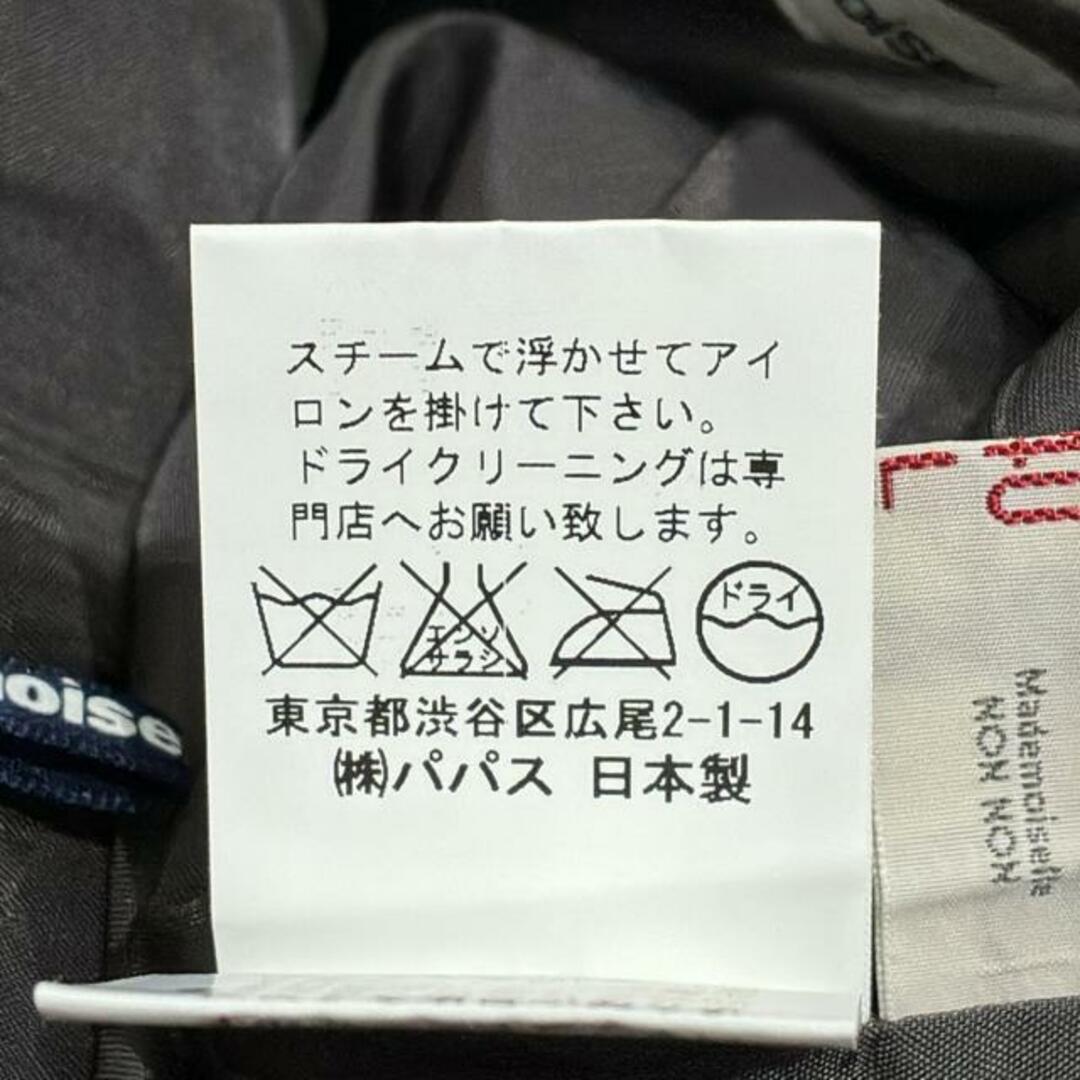 スチームで浮かせてアイ
ロンを掛けて下さい。
ドライクリーニングは専
門店へお願い致します。
エンソ
サラシ
ドライ
東京都渋谷区広尾2-1-14
㈱パパス 日本製
oise
Mademoiselle
NON NON